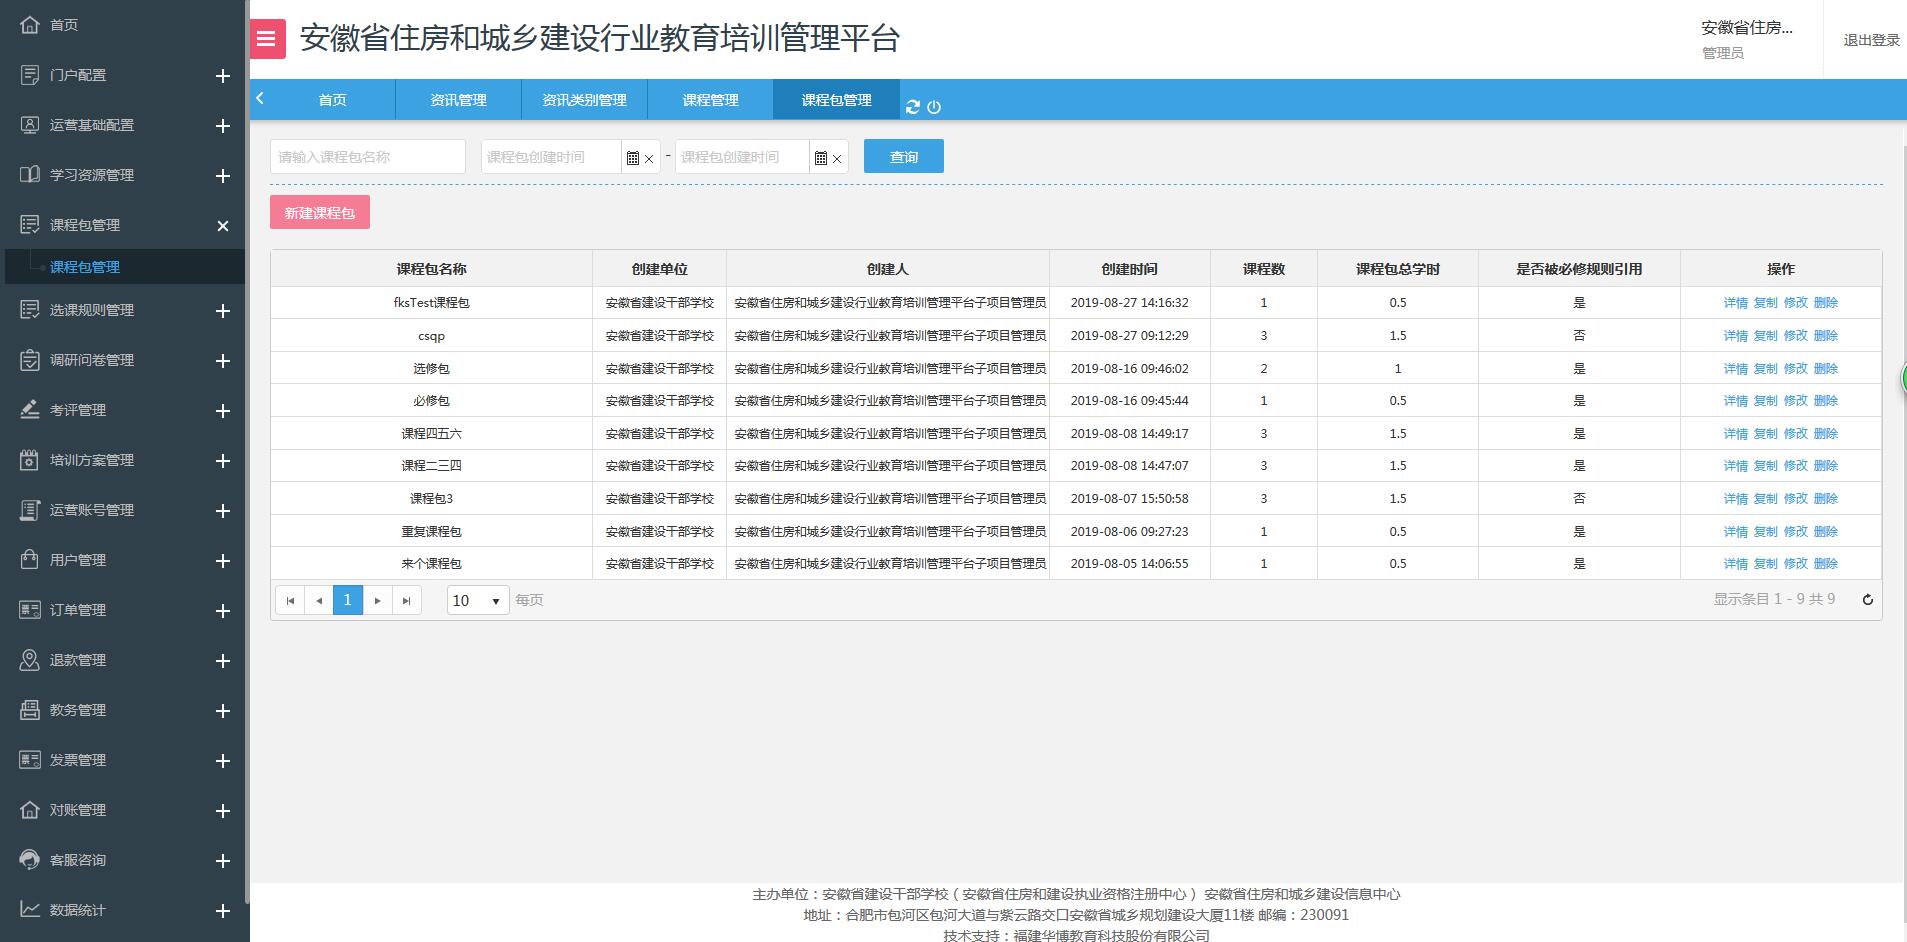 首页
门户配置
运营基础配置
学习资源管理
课程包管理
课程包管理
选课规则管理
调研问卷管理
考评管理
培训方案管理
运营账号管理
用户管理
订单管理
退款管理
教务管理
发票管理
对账管理
客服咨询
数据统计
安徽省住房和城乡建设行业教育培训管理平台
安徽省住房...
管理员
退出登录
首页 资讯管理 资讯类别管理 课程管理 课程包管理
请输入课程包名称 课程包创建时间 - 课程包创建时间 查询
新建课程包
课程包名称 创建单位 创建人 创建时间 课程数 课程包总学时 是否被必修规则引用 操作
fksTest课程包 安徽省建设干部学校 安徽省住房和城乡建设行业教育培训管理平台子项目管理员 2019-08-27 14:16:32 1 0.5 是 详情 复制 修改 删除
csqp 安徽省建设干部学校 安徽省住房和城乡建设行业教育培训管理平台子项目管理员 2019-08-27 09:12:29 3 1.5 否 详情 复制 修改 删除
选修包 安徽省建设干部学校 安徽省住房和城乡建设行业教育培训管理平台子项目管理员 2019-08-16 09:46:02 2 1 是 详情 复制 修改 删除
必修包 安徽省建设干部学校 安徽省住房和城乡建设行业教育培训管理平台子项目管理员 2019-08-16 09:45:44 1 0.5 是 详情 复制 修改 删除
课程四五六 安徽省建设干部学校 安徽省住房和城乡建设行业教育培训管理平台子项目管理员 2019-08-08 14:49:17 3 1.5 是 详情 复制 修改 删除
课程二三四 安徽省建设干部学校 安徽省住房和城乡建设行业教育培训管理平台子项目管理员 2019-08-08 14:47:07 3 1.5 是 详情 复制 修改 删除
课程包3 安徽省建设干部学校 安徽省住房和城乡建设行业教育培训管理平台子项目管理员 2019-08-07 15:50:58 3 1.5 否 详情 复制 修改 删除
重复课程包 安徽省建设干部学校 安徽省住房和城乡建设行业教育培训管理平台子项目管理员 2019-08-06 09:27:23 1 0.5 是 详情 复制 修改 删除
来个课程包 安徽省建设干部学校 安徽省住房和城乡建设行业教育培训管理平台子项目管理员 2019-08-05 14:06:55 1 0.5 是 详情 复制 修改 删除
1 10 每页 显示条目 1 - 9 共 9
主办单位：安徽省建设干部学校（安徽省住房和建设执业资格注册中心） 安徽省住房和城乡建设信息中心
地址：合肥市包河区包河大道与紫云路交口安徽省城乡规划建设大厦11楼 邮编：230091
技术支持：福建华博教育科技股份有限公司